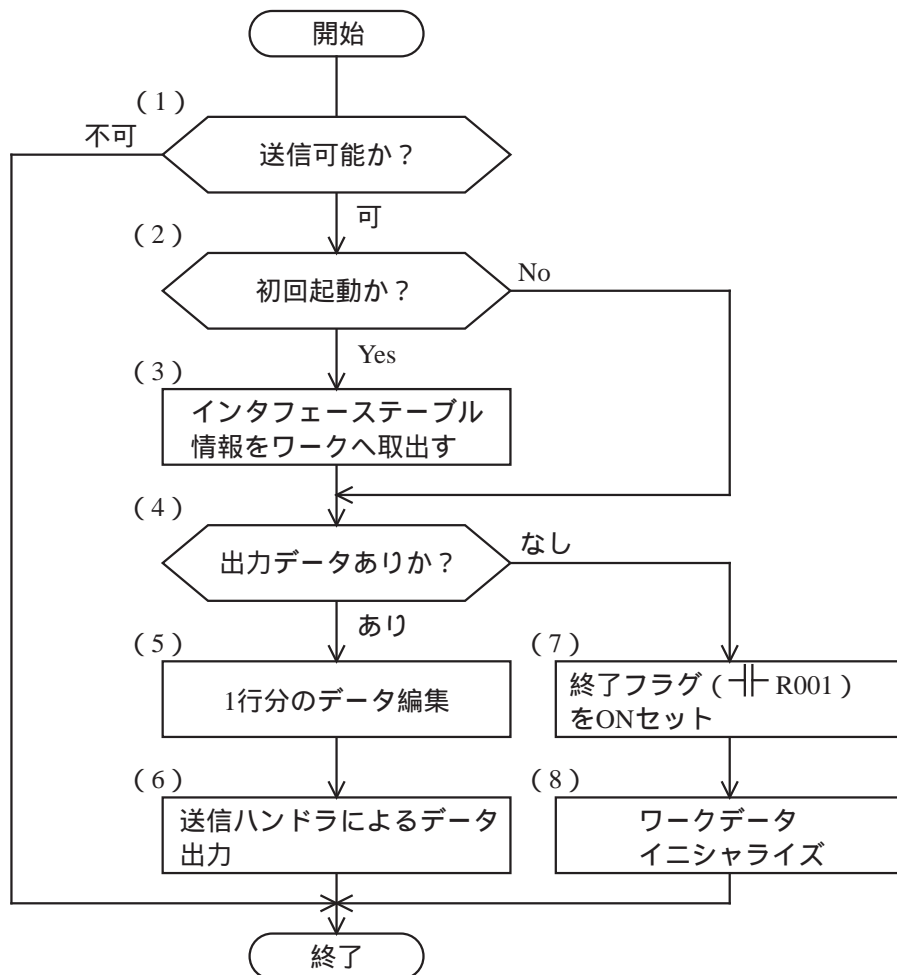 開始
(1)
不可
送信可能か?
可
(2)
初回起動か?
No
Yes
(3)
インタフェーステーブル
情報をワークへ取出す
(4)
出力データありか?
なし
あり
(5)
1行分のデータ編集
(7)
終了フラグ( R001)
をONセット
(6)
送信ハンドラによるデータ
出力
(8)
ワークデータ
イニシャライズ
終了